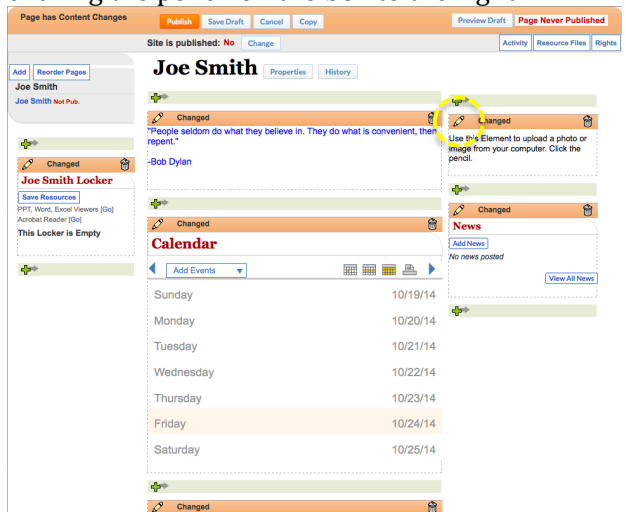 Page has Content Changes
Publish
Save Draft
Cancel
Copy
Preview Draft
Page Never Published
Site is published: No
Change
Activity
Resource Files
Rights
Add
Reorder Pages
Joe Smith
Joe Smith Not Pub.
Changed
Joe Smith Locker
Save Resources
PPT, Word, Excel Viewers [Go]
Acrobat Reader [Go]
This Locker is Empty
Joe Smith
Properties
History
Changed
"People seldom do what they believe in. They do what is convenient, then
repent."
-Bob Dylan
Changed
Calendar
Add Events
Sunday 10/19/14
Monday 10/20/14
Tuesday 10/21/14
Wednesday 10/22/14
Thursday 10/23/14
Friday 10/24/14
Saturday 10/25/14
Changed
Changed
Use this Element to upload a photo or
image from your computer. Click the
pencil.
Changed
News
Add News
No news posted
View All News